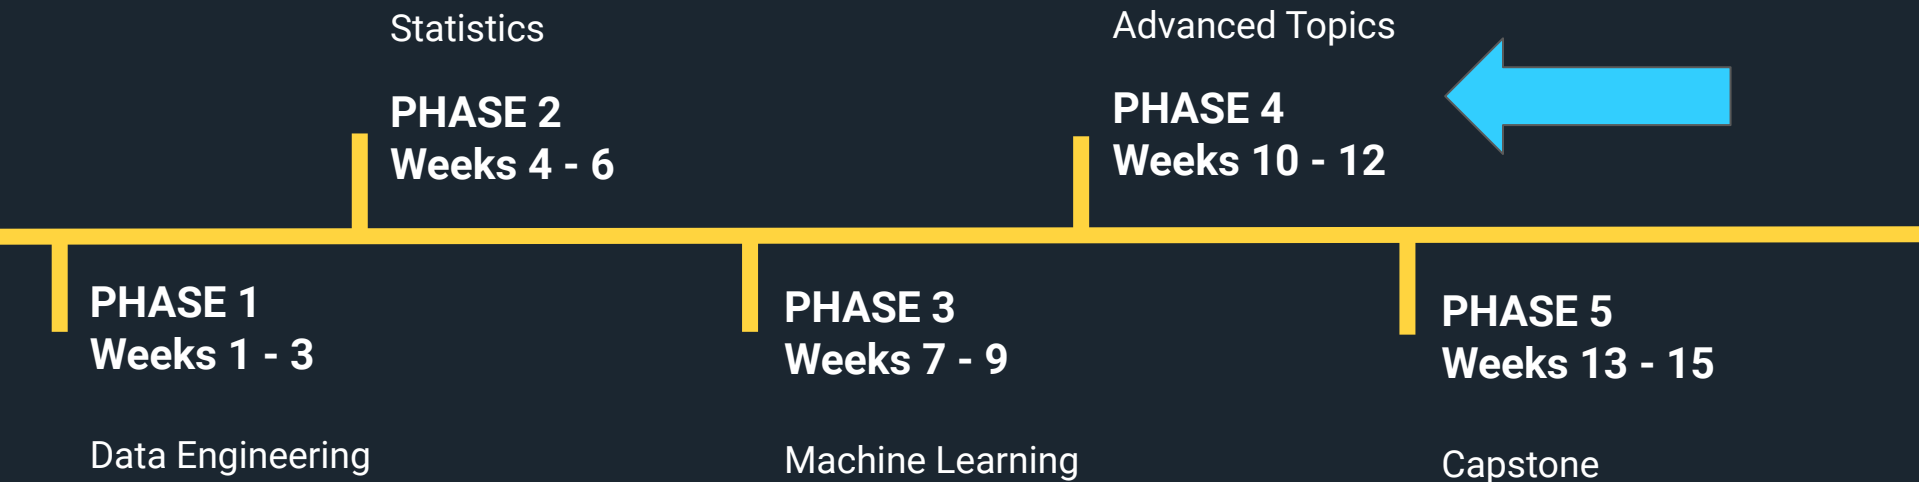 Statistics
PHASE 2
Weeks 4 - 6
Advanced Topics
PHASE 4
Weeks 10 - 12
PHASE 1
Weeks 1 - 3
Data Engineering
PHASE 3
Weeks 7 - 9
Machine Learning
PHASE 5
Weeks 13 - 15
Capstone